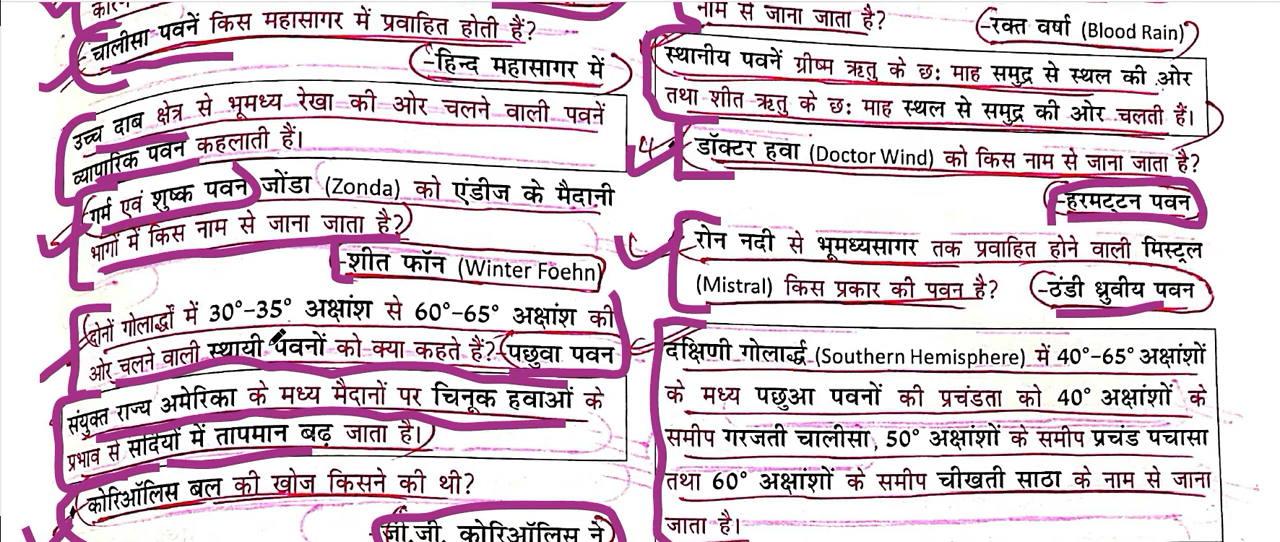 चालीसा पवनें किस महासागर में प्रवाहित होती हैं?
-हिन्द महासागर में
उच्च दाब क्षेत्र से भूमध्य रेखा की ओर चलने वाली पवनें
व्यापारिक पवन कहलाती हैं।
गर्म एवं शुष्क पवन जोंडा (Zonda) को एंडीज के मैदानी
भागों में किस नाम से जाना जाता है?
-शीत फॉन (Winter Foehn)
दोनों गोलार्द्धों में 30°-35° अक्षांश से 60°-65° अक्षांश की
ओर चलने वाली स्थायी पवनों को क्या कहते हैं? -पछुवा पवन
संयुक्त राज्य अमेरिका के मध्य मैदानों पर चिनूक हवाओं के
प्रभाव से सर्दियों में तापमान बढ़ जाता है।
कोरिऑलिस बल की खोज किसने की थी?
जी.जी. कोरिऑलिस ने
नाम से जाना जाता है?
-रक्त वर्षा (Blood Rain)
स्थानीय पवनें ग्रीष्म ऋतु के छः माह समुद्र से स्थल की ओर
तथा शीत ऋतु के छः माह स्थल से समुद्र की ओर चलती हैं।
डॉक्टर हवा (Doctor Wind) को किस नाम से जाना जाता है?
-हरमट्टन पवन
रोन नदी से भूमध्यसागर तक प्रवाहित होने वाली मिस्ट्रल
(Mistral) किस प्रकार की पवन है? -ठंडी ध्रुवीय पवन
दक्षिणी गोलार्द्ध (Southern Hemisphere) में 40°-65° अक्षांशों
के मध्य पछुआ पवनों की प्रचंडता को 40° अक्षांशों के
समीप गरजती चालीसा, 50° अक्षांशों के समीप प्रचंड पचासा
तथा 60° अक्षांशों के समीप चीखती साठा के नाम से जाना
जाता है।